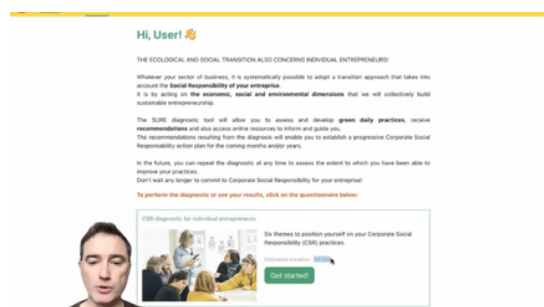 Hi, User! 👋
THE ECOLOGICAL AND SOCIAL TRANSITION ALSO CONCERNS INDIVIDUAL ENTREPRENEURS!
Whatever your sector of business, it is systematically possible to adopt a transition approach that takes into
account the Social Responsibility of your entreprise.
It is by acting on the economic, social and environmental dimensions that we will collectively build
sustainable entrepreneurship.
The SURE diagnostic tool will allow you to assess and develop green daily practices, receive
recommendations and also access online resources to inform and guide you.
The recommendations resulting from the diagnosic will enable you to establish a progressive Corporate Social
Responsability action plan for the coming months and/or years.
In the future, you can repeat the diagnostic at any time to assess the extent to which you have been able to
improve your practices.
Don't wait any longer to commit to Corporate Social Responsibility for your enterprise!
To perform the diagnostic or see your results, click on the questionnaire below:
CSR diagnostic for individual entrepreneurs
Six themes to position yourself on your Corporate Social
Responsibility (CSR) practices.
Estimated duration :
Get started!